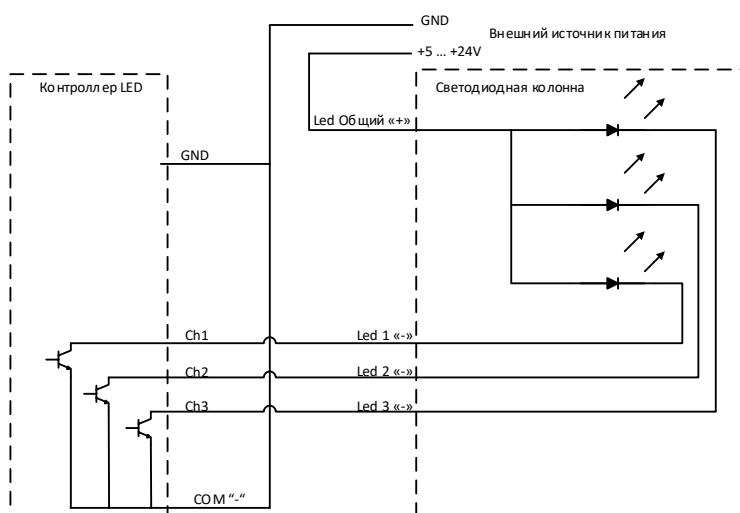 GND
Внешний источник питания
+5 ... +24V
Контроллер LED
Светодиодная колонна
Led Общий «+»
GND
Ch1
Led 1 «-»
Ch2
Led 2 «-»
Ch3
Led 3 «-»
COM “-“